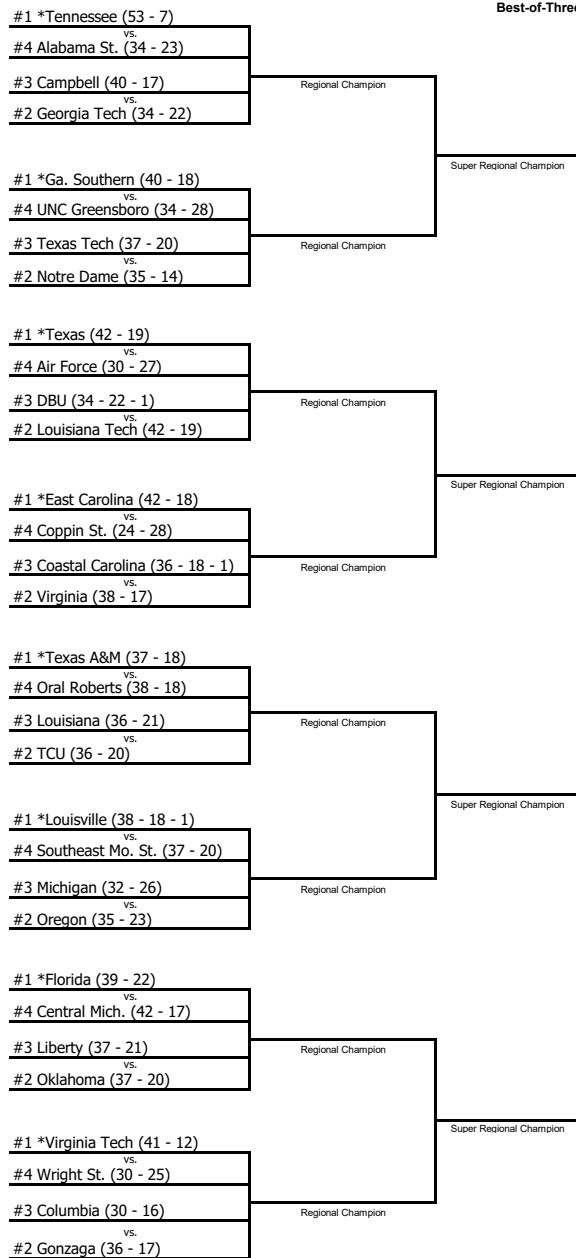 Best-of-Three
#1 *Tennessee (53 - 7)
vs.
#4 Alabama St. (34 - 23)
#3 Campbell (40 - 17)
vs.
#2 Georgia Tech (34 - 22)
Regional Champion
Super Regional Champion
#1 *Ga. Southern (40 - 18)
vs.
#4 UNC Greensboro (34 - 28)
#3 Texas Tech (37 - 20)
vs.
#2 Notre Dame (35 - 14)
Regional Champion
#1 *Texas (42 - 19)
vs.
#4 Air Force (30 - 27)
#3 DBU (34 - 22 - 1)
vs.
#2 Louisiana Tech (42 - 19)
Regional Champion
Super Regional Champion
#1 *East Carolina (42 - 18)
vs.
#4 Coppin St. (24 - 28)
#3 Coastal Carolina (36 - 18 - 1)
vs.
#2 Virginia (38 - 17)
Regional Champion
#1 *Texas A&M (37 - 18)
vs.
#4 Oral Roberts (38 - 18)
#3 Louisiana (36 - 21)
vs.
#2 TCU (36 - 20)
Regional Champion
Super Regional Champion
#1 *Louisville (38 - 18 - 1)
vs.
#4 Southeast Mo. St. (37 - 20)
#3 Michigan (32 - 26)
vs.
#2 Oregon (35 - 23)
Regional Champion
#1 *Florida (39 - 22)
vs.
#4 Central Mich. (42 - 17)
#3 Liberty (37 - 21)
vs.
#2 Oklahoma (37 - 20)
Regional Champion
Super Regional Champion
#1 *Virginia Tech (41 - 12)
vs.
#4 Wright St. (30 - 25)
#3 Columbia (30 - 16)
vs.
#2 Gonzaga (36 - 17)
Regional Champion